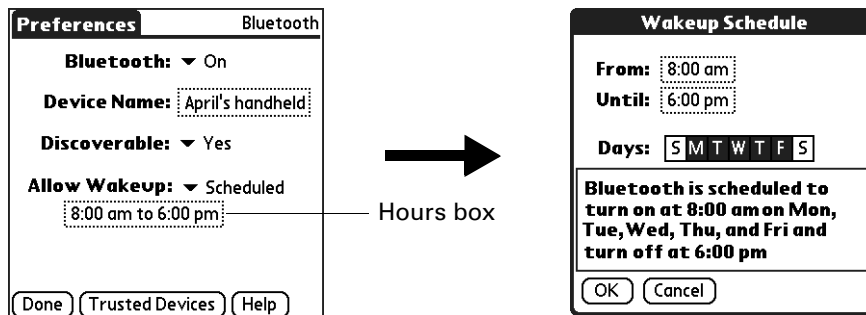 Preferences Bluetooth
Bluetooth: On
Device Name: April's handheld
Discoverable: Yes
Allow Wakeup: Scheduled
8:00 am to 6:00 pm
Done Trusted Devices Help
Hours box
Wakeup Schedule
From: 8:00 am
Until: 6:00 pm
Days: S M T W T F S
Bluetooth is scheduled to
turn on at 8:00 am on Mon,
Tue, Wed, Thu, and Fri and
turn off at 6:00 pm
OK Cancel